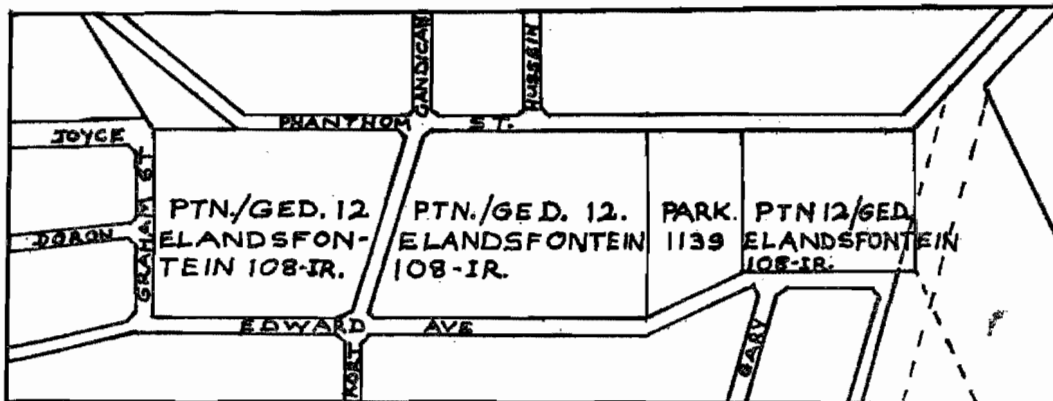 GANDICAN
HUSSEIN
PHANTHOM ST.
JOYCE
GRAHAM ST
DORON
PTN./GED. 12
ELANDSFON-
TEIN 108-IR.
PTN./GED. 12.
ELANDSFONTEIN
108-IR.
PARK.
1139
PTN 12/GED.
ELANDSFONTEIN
108-IR.
EDWARD AVE
KORT
GARY